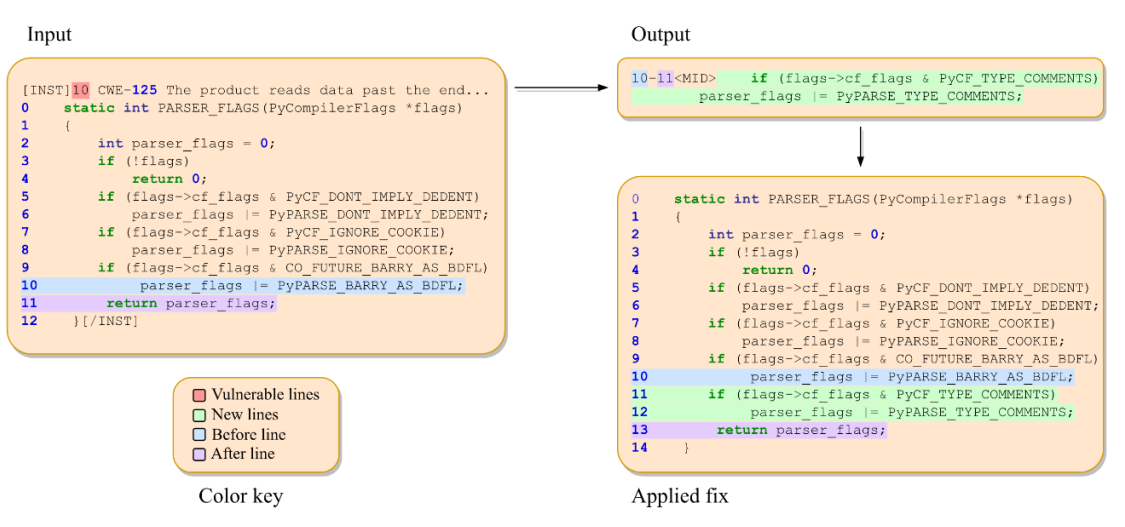 Input
[INST]10 CWE-125 The product reads data past the end...
0 static int PARSER_FLAGS(PyCompilerFlags *flags)
1 {
2 int parser_flags = 0;
3 if (!flags)
4 return 0;
5 if (flags->cf_flags & PyCF_DONT_IMPLY_DEDENT)
6 parser_flags |= PyPARSE_DONT_IMPLY_DEDENT;
7 if (flags->cf_flags & PyCF_IGNORE_COOKIE)
8 parser_flags |= PyPARSE_IGNORE_COOKIE;
9 if (flags->cf_flags & CO_FUTURE_BARRY_AS_BDFL)
10 parser_flags |= PyPARSE_BARRY_AS_BDFL;
11 return parser_flags;
12 }[/INST]
Vulnerable lines
New lines
Before line
After line
Color key
Output
10-11<MID> if (flags->cf_flags & PyCF_TYPE_COMMENTS)
parser_flags |= PyPARSE_TYPE_COMMENTS;
0 static int PARSER_FLAGS(PyCompilerFlags *flags)
1 {
2 int parser_flags = 0;
3 if (!flags)
4 return 0;
5 if (flags->cf_flags & PyCF_DONT_IMPLY_DEDENT)
6 parser_flags |= PyPARSE_DONT_IMPLY_DEDENT;
7 if (flags->cf_flags & PyCF_IGNORE_COOKIE)
8 parser_flags |= PyPARSE_IGNORE_COOKIE;
9 if (flags->cf_flags & CO_FUTURE_BARRY_AS_BDFL)
10 parser_flags |= PyPARSE_BARRY_AS_BDFL;
11 if (flags->cf_flags & PyCF_TYPE_COMMENTS)
12 parser_flags |= PyPARSE_TYPE_COMMENTS;
13 return parser_flags;
14 }
Applied fix